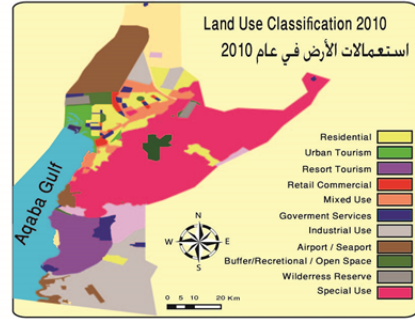 Land Use Classification 2010
استعمالات الأرض في عام 2010
Residential
Urban Tourism
Resort Tourism
Retail Commercial
Mixed Use
Goverment Services
Industrial Use
Airport / Seaport
Buffer/Recretional / Open Space
Wilderness Reserve
Special Use
Aqaba Gulf
N
W E
S
0 5 10 20 Km